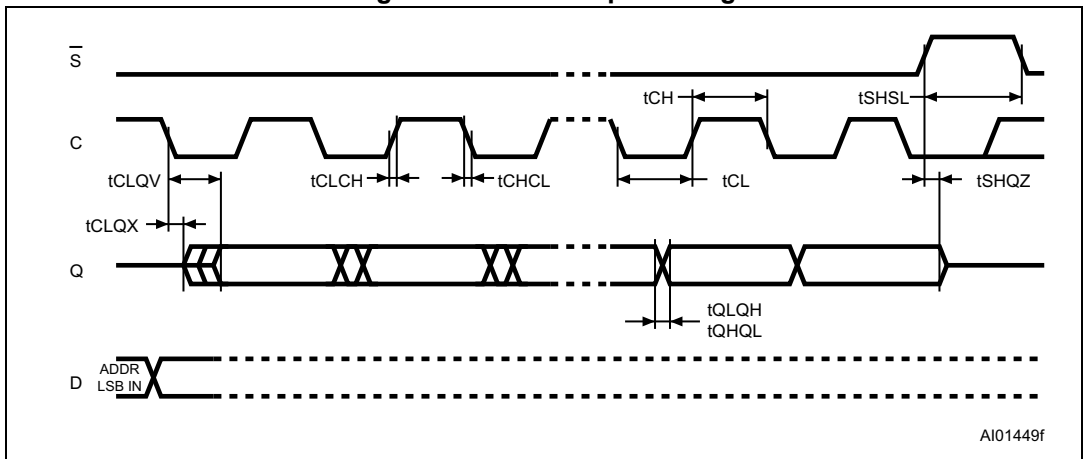 S
tCH
tSHSL
C
tCLQV
tCLCH
tCHCL
tCL
tSHQZ
tCLQX
Q
tQLQH
tQHQL
ADDR
D
LSB IN
AI01449f